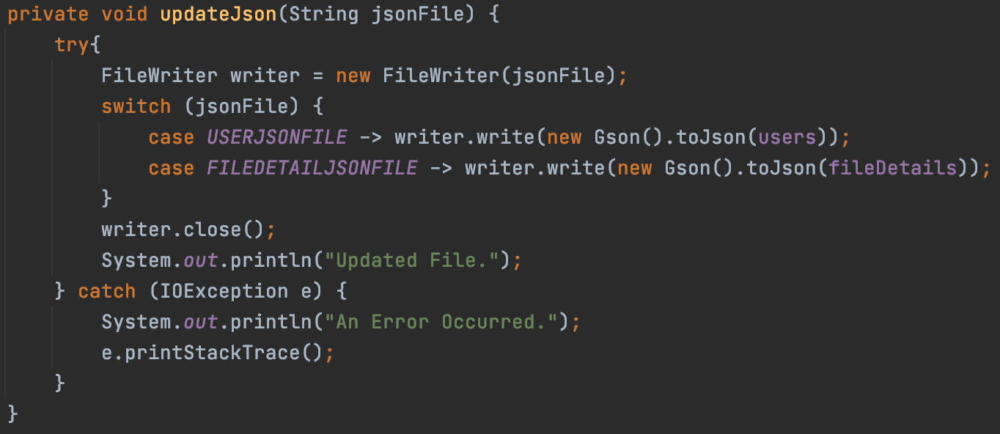 private void updateJson(String jsonFile) {
    try{
        FileWriter writer = new FileWriter(jsonFile);
        switch (jsonFile) {
            case USERJSONFILE -> writer.write(new Gson().toJson(users));
            case FILEDETAILJSONFILE -> writer.write(new Gson().toJson(fileDetails));
        }
        writer.close();
        System.out.println("Updated File.");
    } catch (IOException e) {
        System.out.println("An Error Occurred.");
        e.printStackTrace();
    }
}